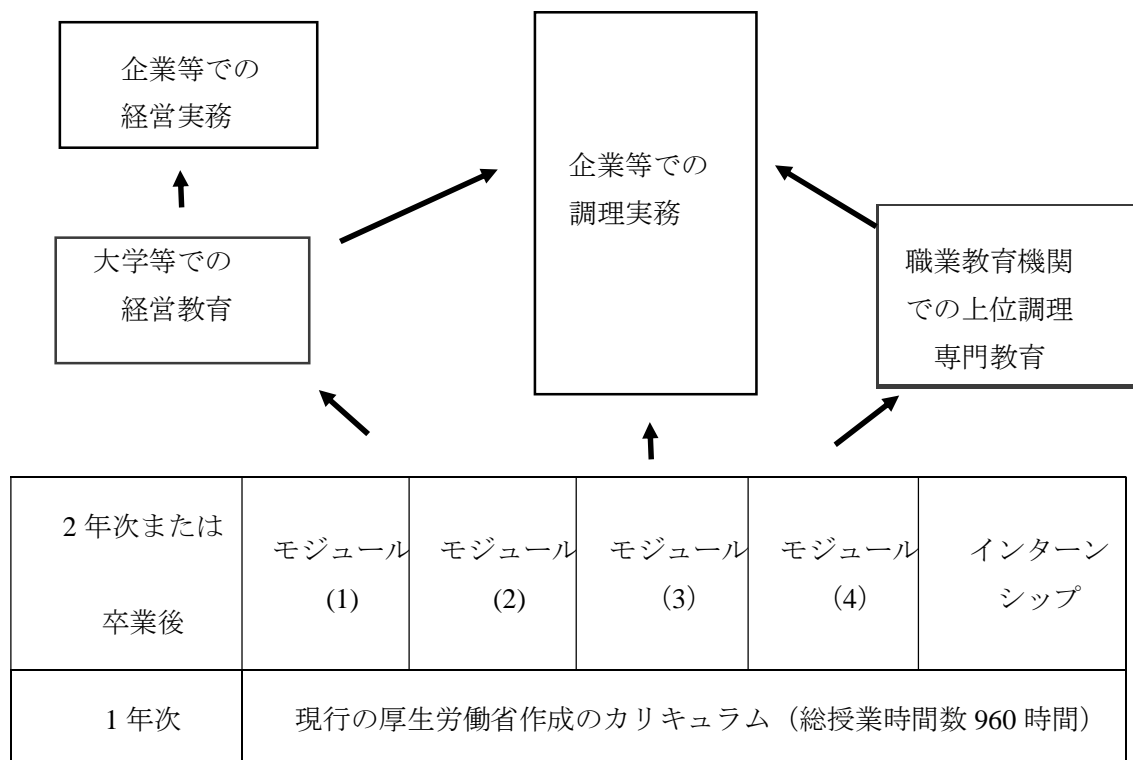 企業等での
経営実務
企業等での
調理実務
大学等での
経営教育
職業教育機関
での上位調理
専門教育
2 年次または
卒業後
モジュール
(1)
モジュール
(2)
モジュール
（3）
モジュール
（4）
インターン
シップ
1 年次
現行の厚生労働省作成のカリキュラム（総授業時間数 960 時間）